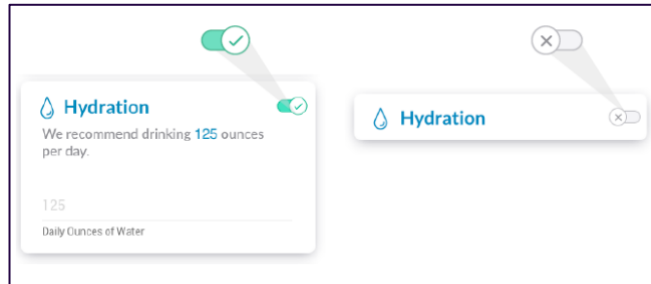 Hydration
We recommend drinking 125 ounces
per day.
125
Daily Ounces of Water
Hydration